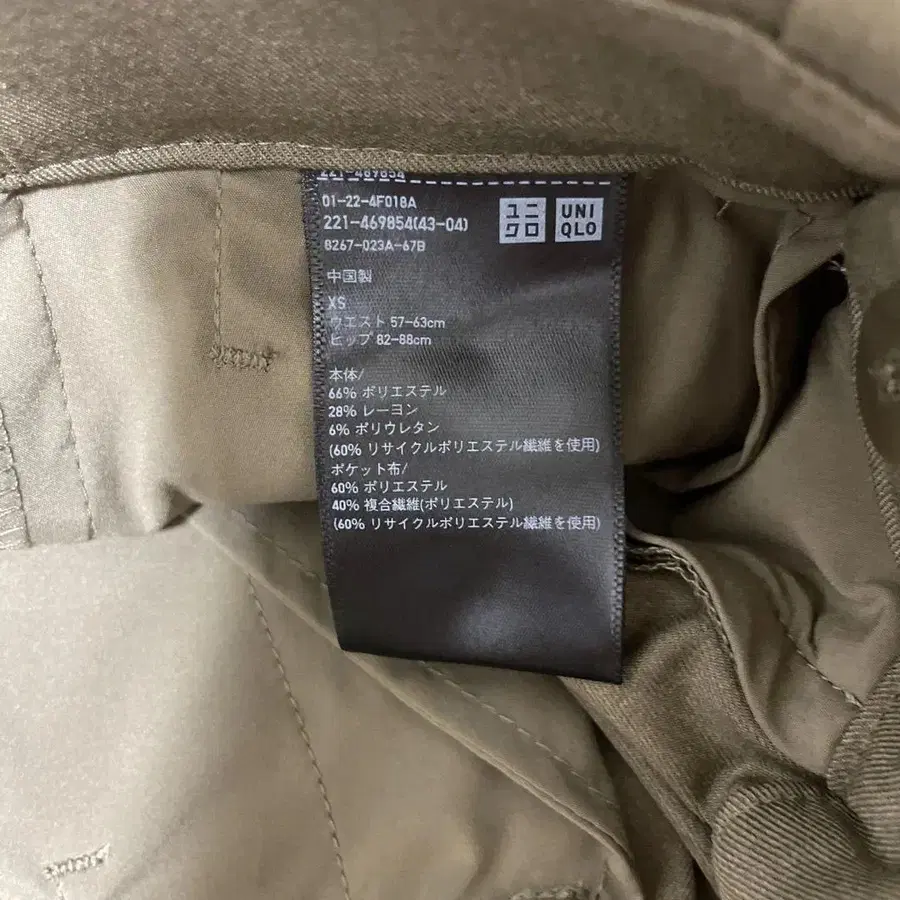 221-469854
01-22-4F018A
221-469854(43-04)
8267-023A-67B
ユニ
クロ
UNI
QLO
中国製
XS
ウエスト 57-63cm
ヒップ 82-88cm
本体/
66% ポリエステル
28% レーヨン
6% ポリウレタン
(60% リサイクルポリエステル繊維を使用)
ポケット布/
60% ポリエステル
40% 複合繊維(ポリエステル)
(60% リサイクルポリエステル繊維を使用)